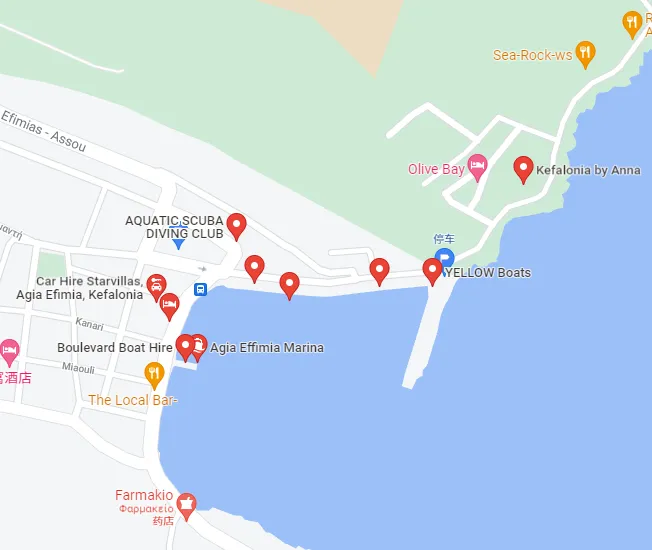 Sea-Rock-ws
R
A
Efimias - Assou
Olive Bay
Kefalonia by Anna
AQUATIC SCUBA
DIVING CLUB
停车
YELLOW Boats
Car Hire Starvillas,
Agia Efimia, Kefalonia
Kanari
Boulevard Boat Hire
Agia Effimia Marina
Miaouli
酒店
The Local Bar-
Farmakio
Φαρμακείο
药店